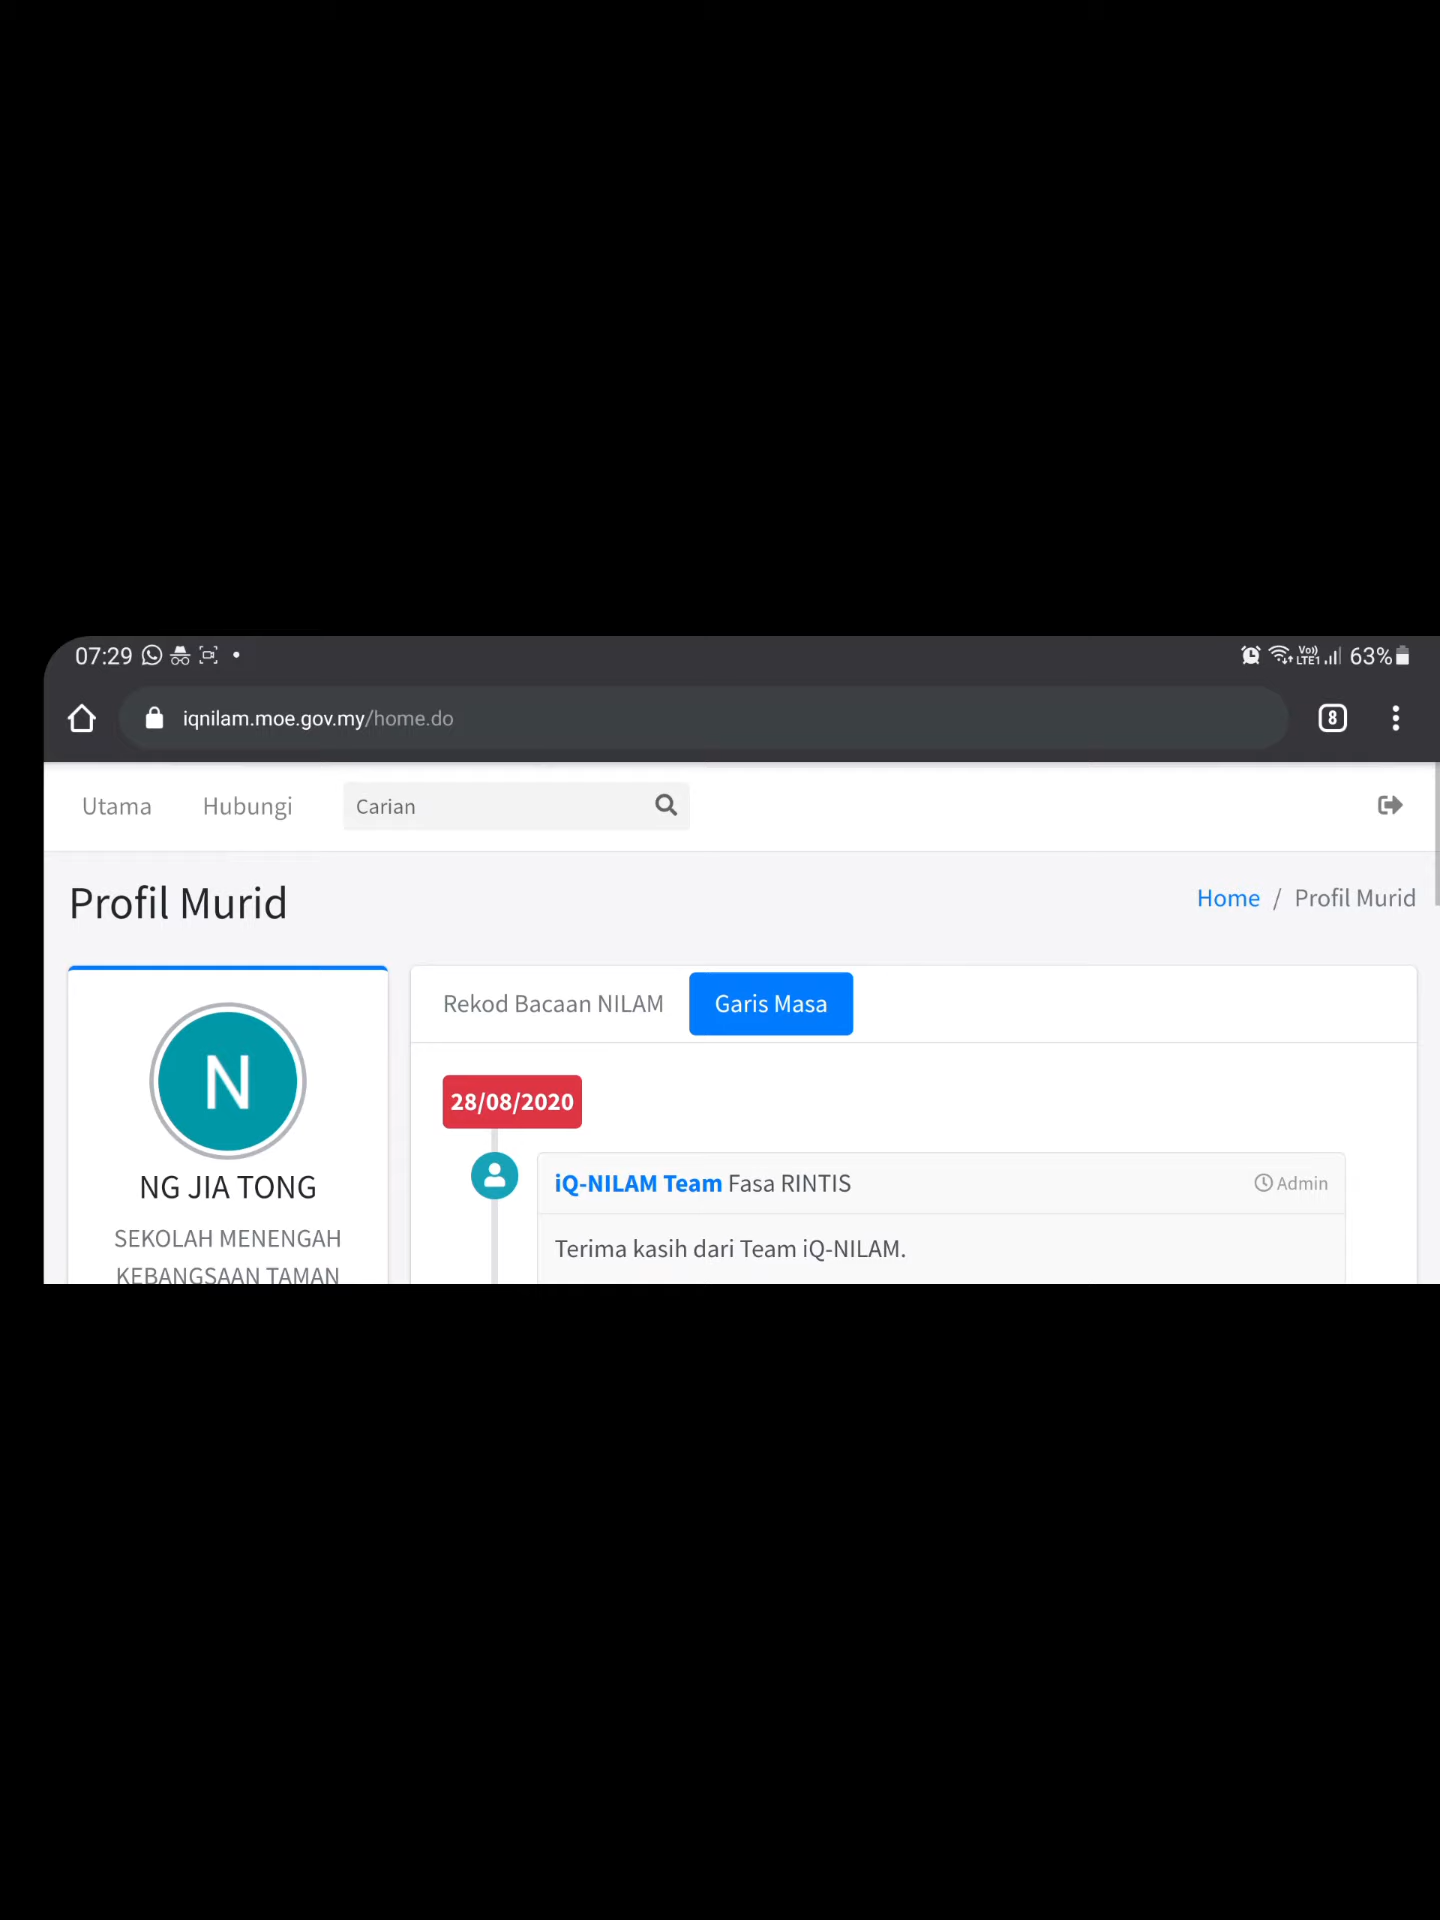 07:29 63%
iqnilam.moe.gov.my/home.do 8
Utama Hubungi Carian
Profil Murid
Home / Profil Murid
Rekod Bacaan NILAM Garis Masa
N
NG JIA TONG
SEKOLAH MENENGAH
KEBANGSAAN TAMAN
28/08/2020
iQ-NILAM Team Fasa RINTIS Admin
Terima kasih dari Team iQ-NILAM.